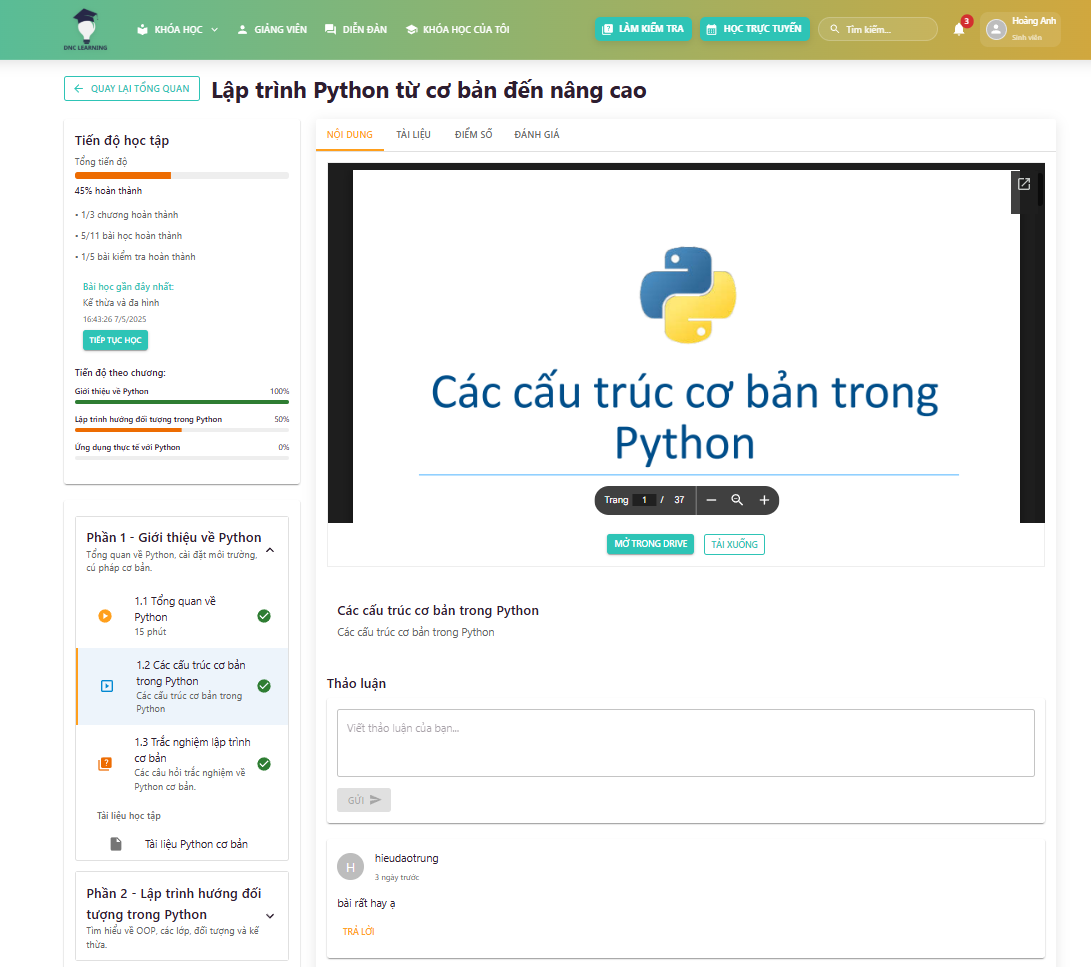 DNC LEARNING
KHÓA HỌC
GIẢNG VIÊN
DIỄN ĐÀN
KHÓA HỌC CỦA TÔI
LÀM KIỂM TRA
HỌC TRỰC TUYẾN
Tìm kiếm...
3
Hoàng Anh
Sinh viên
QUAY LẠI TỔNG QUAN
Lập trình Python từ cơ bản đến nâng cao
Tiến độ học tập
Tổng tiến độ
45% hoàn thành
• 1/3 chương hoàn thành
• 5/11 bài học hoàn thành
• 1/5 bài kiểm tra hoàn thành
Bài học gần đây nhất:
Kế thừa và đa hình
16:43:26 7/5/2025
TIẾP TỤC HỌC
Tiến độ theo chương:
Giới thiệu về Python 100%
Lập trình hướng đối tượng trong Python 50%
Ứng dụng thực tế với Python 0%
Phần 1 - Giới thiệu về Python
Tổng quan về Python, cài đặt môi trường,
cú pháp cơ bản.
1.1 Tổng quan về
Python
15 phút
1.2 Các cấu trúc cơ bản
trong Python
Các cấu trúc cơ bản trong
Python
1.3 Trắc nghiệm lập trình
cơ bản
Các câu hỏi trắc nghiệm về
Python cơ bản.
Tài liệu học tập
Tài liệu Python cơ bản
Phần 2 - Lập trình hướng đối
tượng trong Python
Tìm hiểu về OOP, các lớp, đối tượng và kế
thừa.
NỘI DUNG
TÀI LIỆU
ĐIỂM SỐ
ĐÁNH GIÁ
Các cấu trúc cơ bản trong
Python
Trang 1 / 37
MỞ TRONG DRIVE
TẢI XUỐNG
Các cấu trúc cơ bản trong Python
Các cấu trúc cơ bản trong Python
Thảo luận
Viết thảo luận của bạn...
GỬI
H
hieudaotrung
3 ngày trước
bài rất hay ạ
TRẢ LỜI